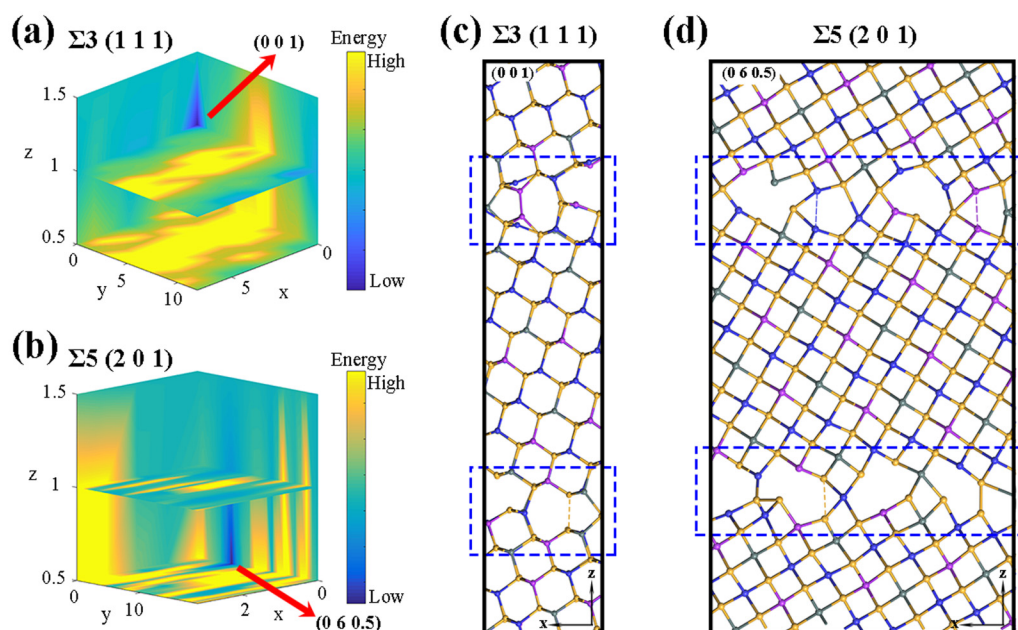 (a) Σ3 (1 1 1)
(0 0 1)
Energy
High
Low
1.5
z
1
0.5
0
5
y
10
5
x
0
(b) Σ5 (2 0 1)
Energy
High
Low
1.5
z
1
0.5
0
y
10
2
x
0
(0 6 0.5)
(c) Σ3 (1 1 1)
(0 0 1)
z
x
(d) Σ5 (2 0 1)
(0 6 0.5)
z
x